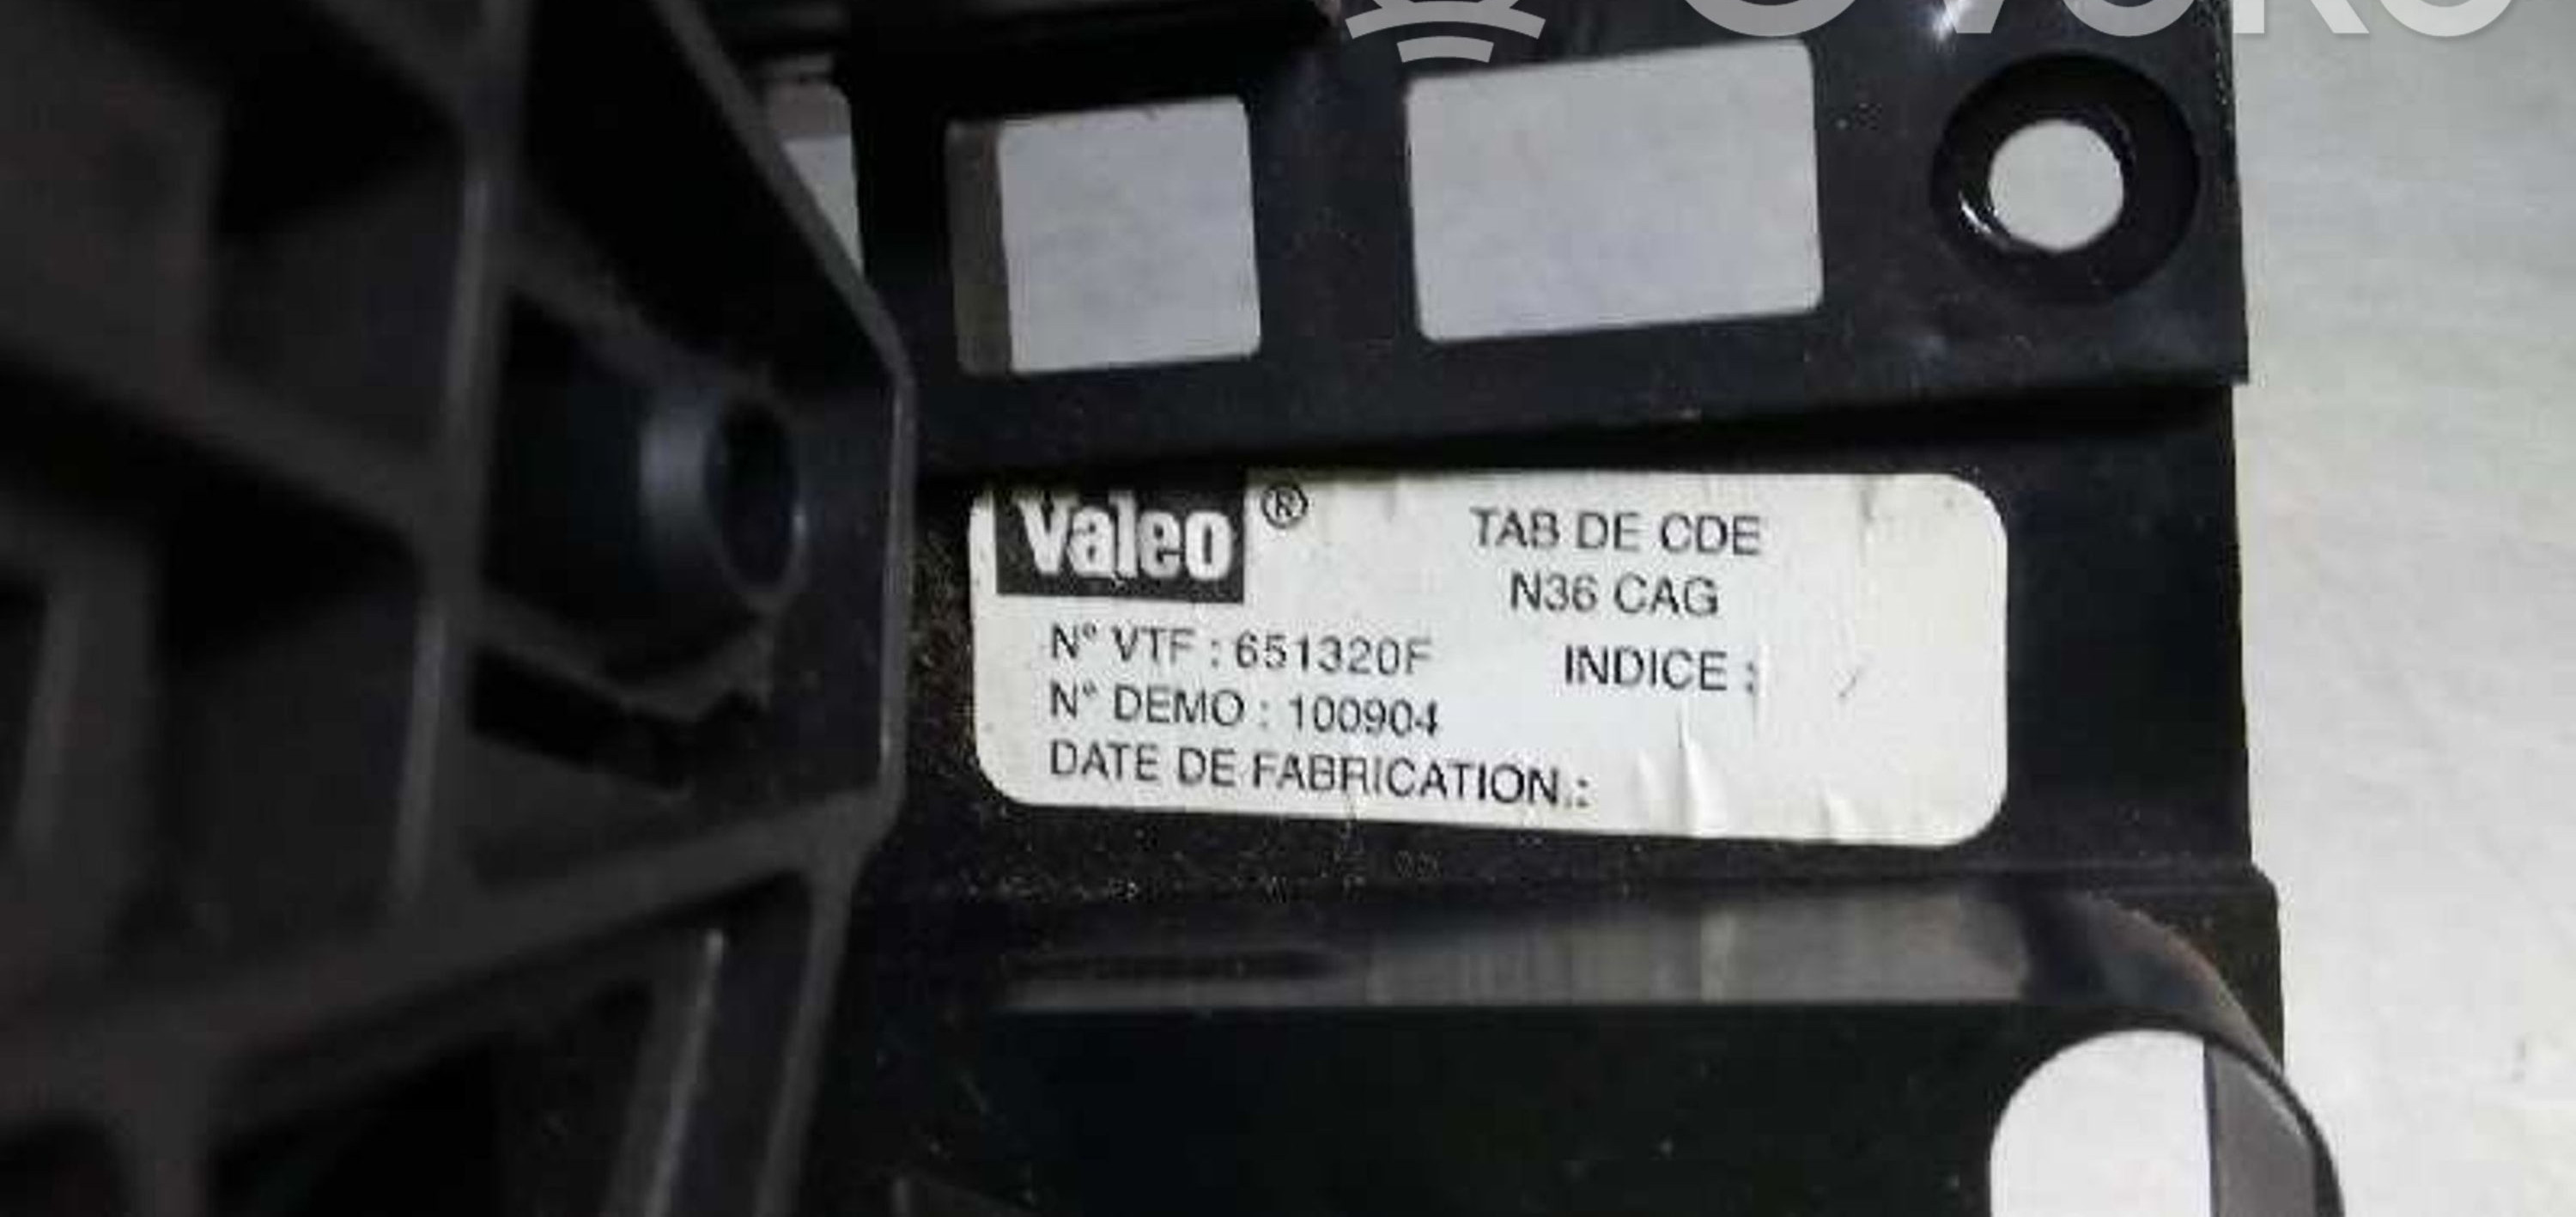 Valeo ®
TAB DE CDE
N36 CAG
N° VTF : 651320F
INDICE :
N° DEMO : 100904
DATE DE FABRICATION :